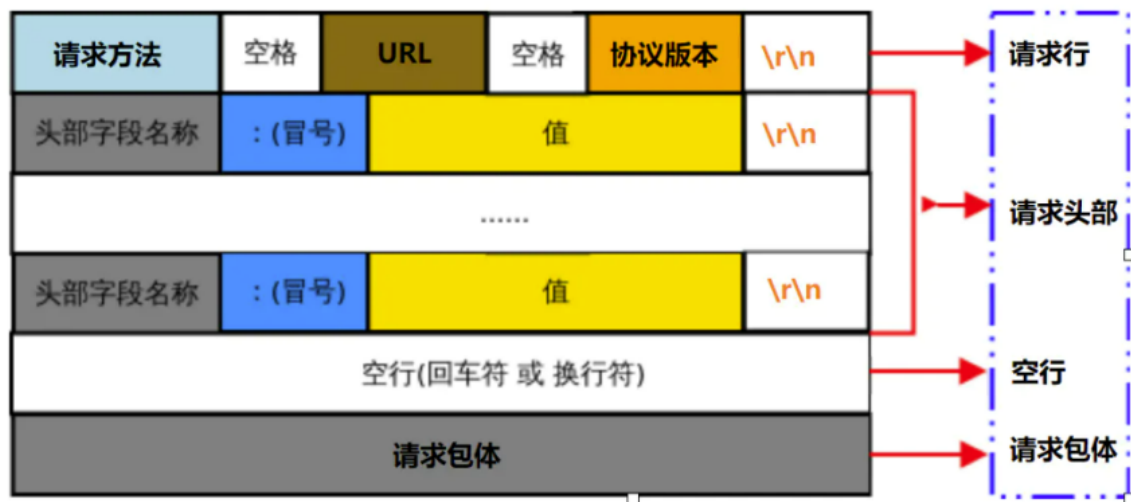 请求方法 空格 URL 空格 协议版本 \r\n 请求行
头部字段名称 :(冒号) 值 \r\n
...... 请求头部
头部字段名称 :(冒号) 值 \r\n
空行(回车符 或 换行符) 空行
请求包体 请求包体